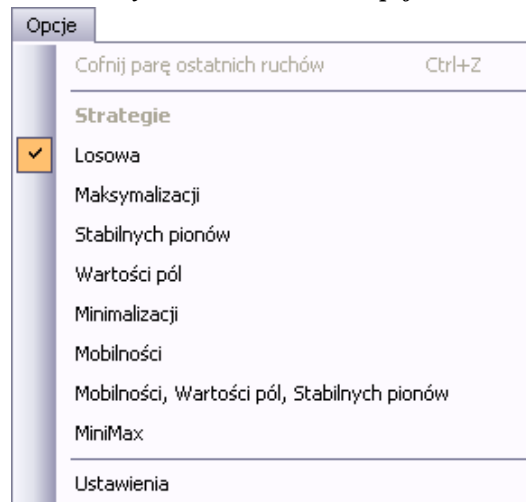 Opcje
Cofnij parę ostatnich ruchów Ctrl+Z
Strategie
Losowa
Maksymalizacji
Stabilnych pionów
Wartości pól
Minimalizacji
Mobilności
Mobilności, Wartości pól, Stabilnych pionów
MiniMax
Ustawienia